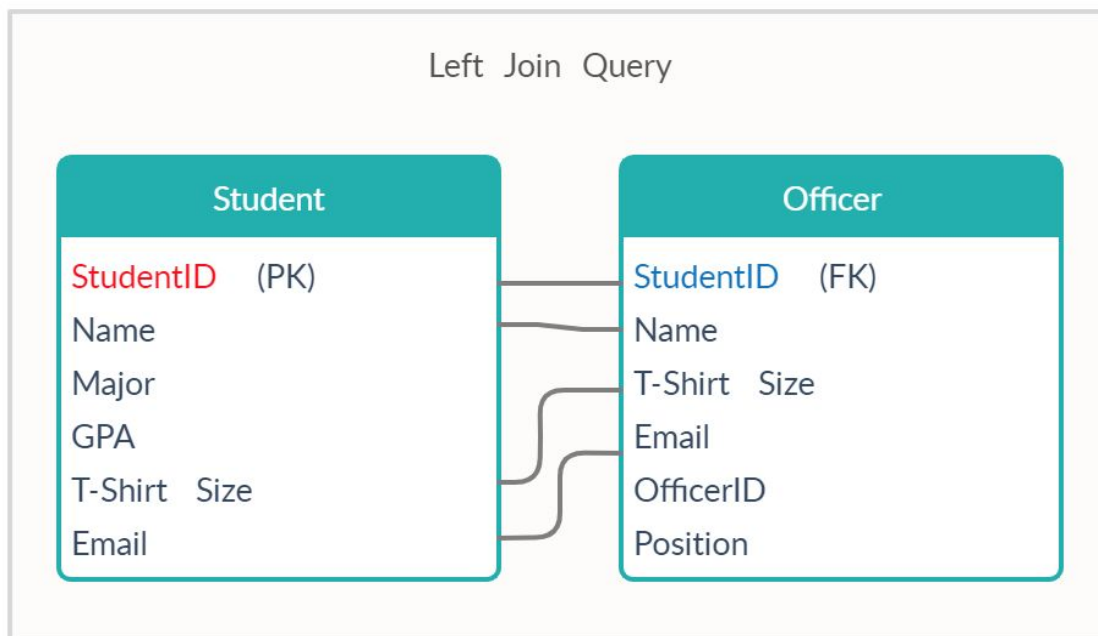 Left Join Query
Student
StudentID (PK)
Name
Major
GPA
T-Shirt Size
Email
Officer
StudentID (FK)
Name
T-Shirt Size
Email
OfficerID
Position